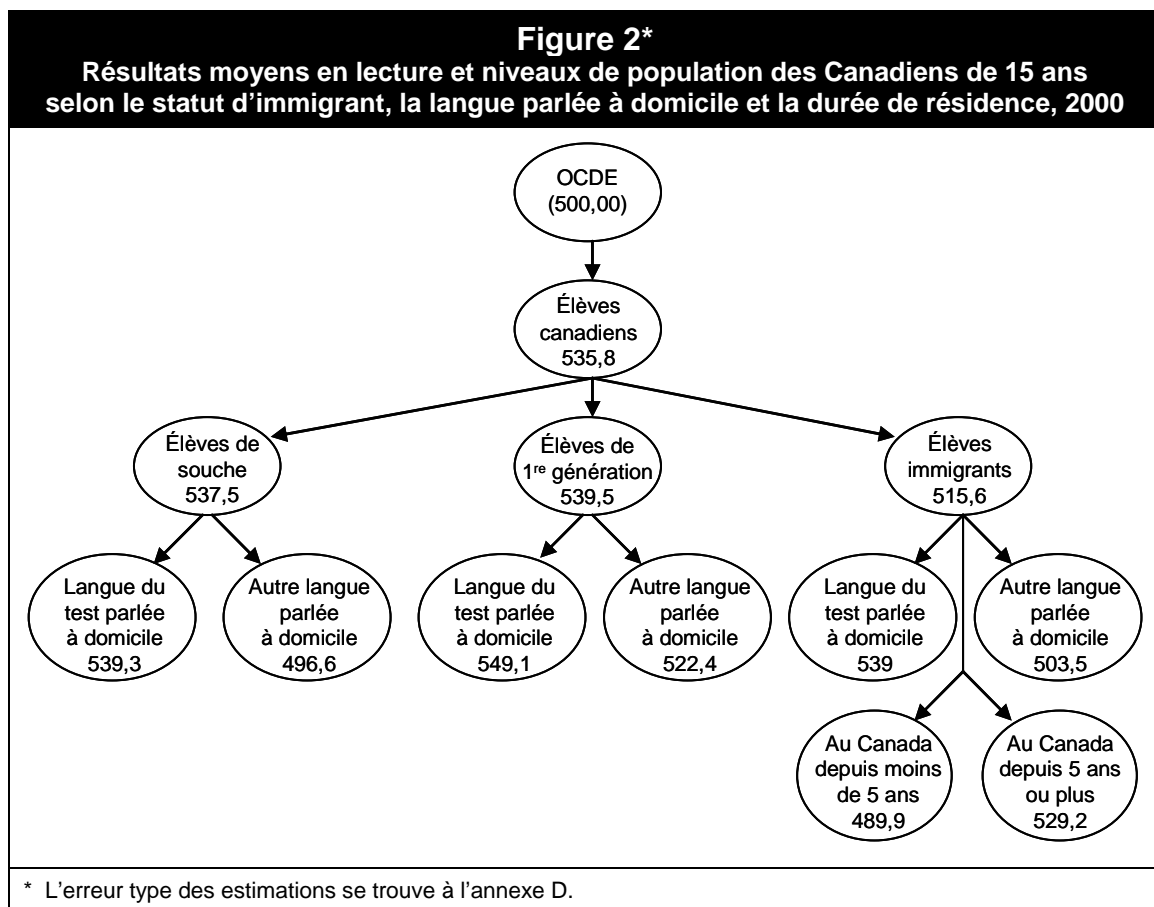 Figure 2*
Résultats moyens en lecture et niveaux de population des Canadiens de 15 ans
selon le statut d'immigrant, la langue parlée à domicile et la durée de résidence, 2000
OCDE
(500,00)
Élèves
canadiens
535,8
Élèves de
souche
537,5
Élèves de
1re génération
539,5
Élèves
immigrants
515,6
Langue du
test parlée
à domicile
539,3
Autre langue
parlée
à domicile
496,6
Langue du
test parlée
à domicile
549,1
Autre langue
parlée
à domicile
522,4
Langue du
test parlée
à domicile
539
Autre langue
parlée
à domicile
503,5
Au Canada
depuis moins
de 5 ans
489,9
Au Canada
depuis 5 ans
ou plus
529,2
* L'erreur type des estimations se trouve à l'annexe D.